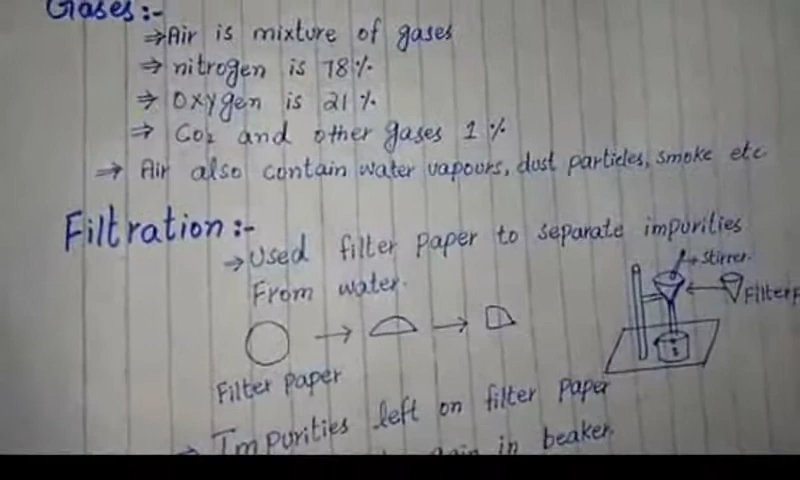 Gases:-
⇒Air is mixture of gases
⇒ nitrogen is 78%
⇒ Oxygen is 21%
⇒ Co₂ and other gases 1%
⇒ Air also contain water vapours, dust particles, smoke etc
Filtration:-
⇒Used filter paper to separate impurities
From water.
→Stirrer.
Filter
Filter paper
⇒ Impurities left on filter paper
in beaker.